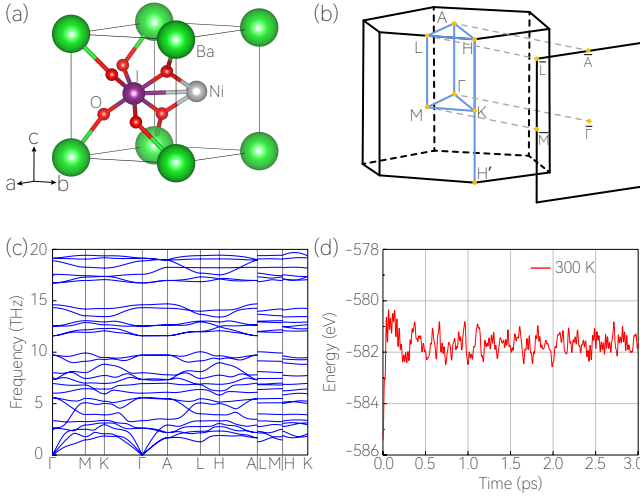 (a)
Ba
I
Ni
O
c
a
b
(b)
A
L
H
Γ
M
K
H′
L̅
A̅
M̅
Γ̅
(c)
20
15
10
5
0
Frequency (THz)
Γ M K Γ A L H A|L M|H K
(d)
−578
−580
−582
−584
−586
Energy (eV)
300 K
0.0 0.5 1.0 1.5 2.0 2.5 3.0
Time (ps)